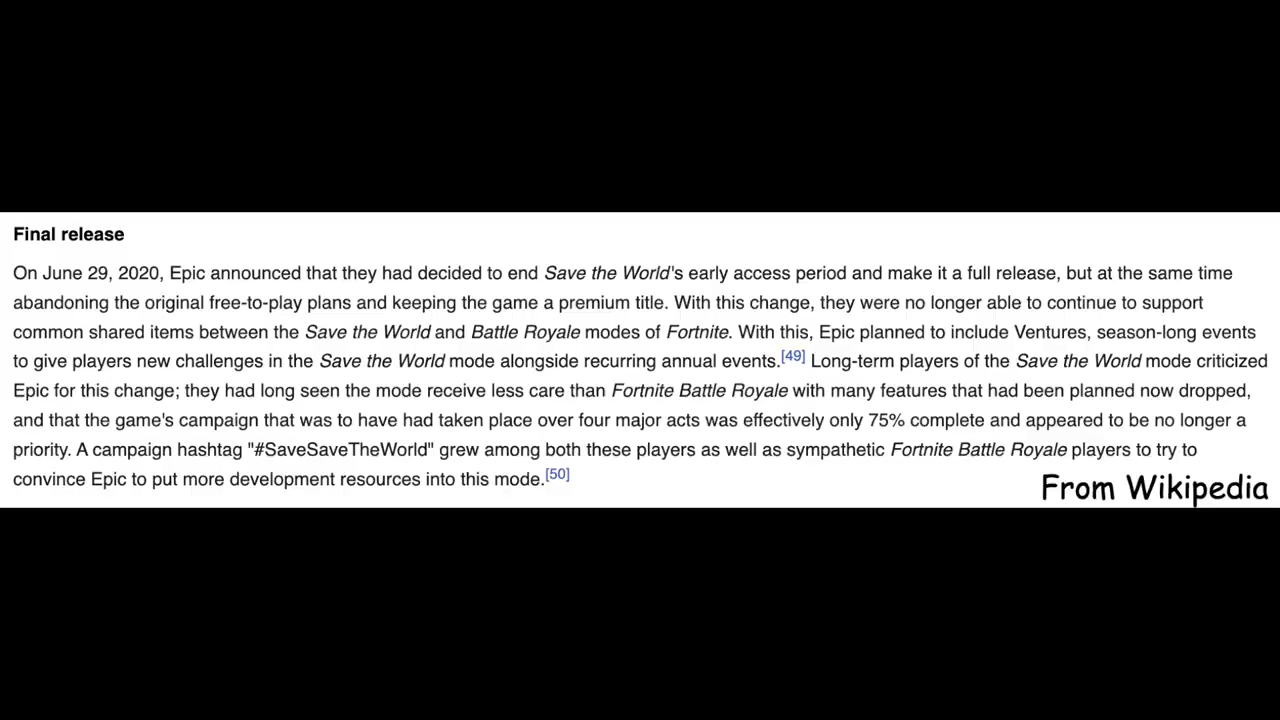 Final release
On June 29, 2020, Epic announced that they had decided to end Save the World's early access period and make it a full release, but at the same time
abandoning the original free-to-play plans and keeping the game a premium title. With this change, they were no longer able to continue to support
common shared items between the Save the World and Battle Royale modes of Fortnite. With this, Epic planned to include Ventures, season-long events
to give players new challenges in the Save the World mode alongside recurring annual events.[49] Long-term players of the Save the World mode criticized
Epic for this change; they had long seen the mode receive less care than Fortnite Battle Royale with many features that had been planned now dropped,
and that the game's campaign that was to have had taken place over four major acts was effectively only 75% complete and appeared to be no longer a
priority. A campaign hashtag "#SaveSaveTheWorld" grew among both these players as well as sympathetic Fortnite Battle Royale players to try to
convince Epic to put more development resources into this mode.[50]
From Wikipedia